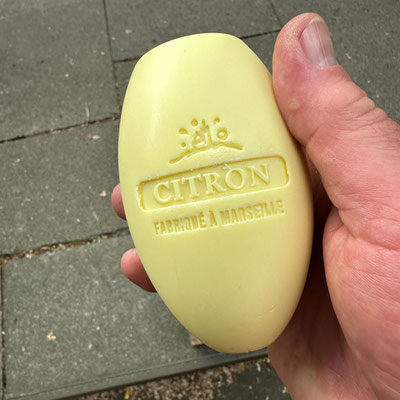 CITRON
FABRIQUÉ À MARSEILLE